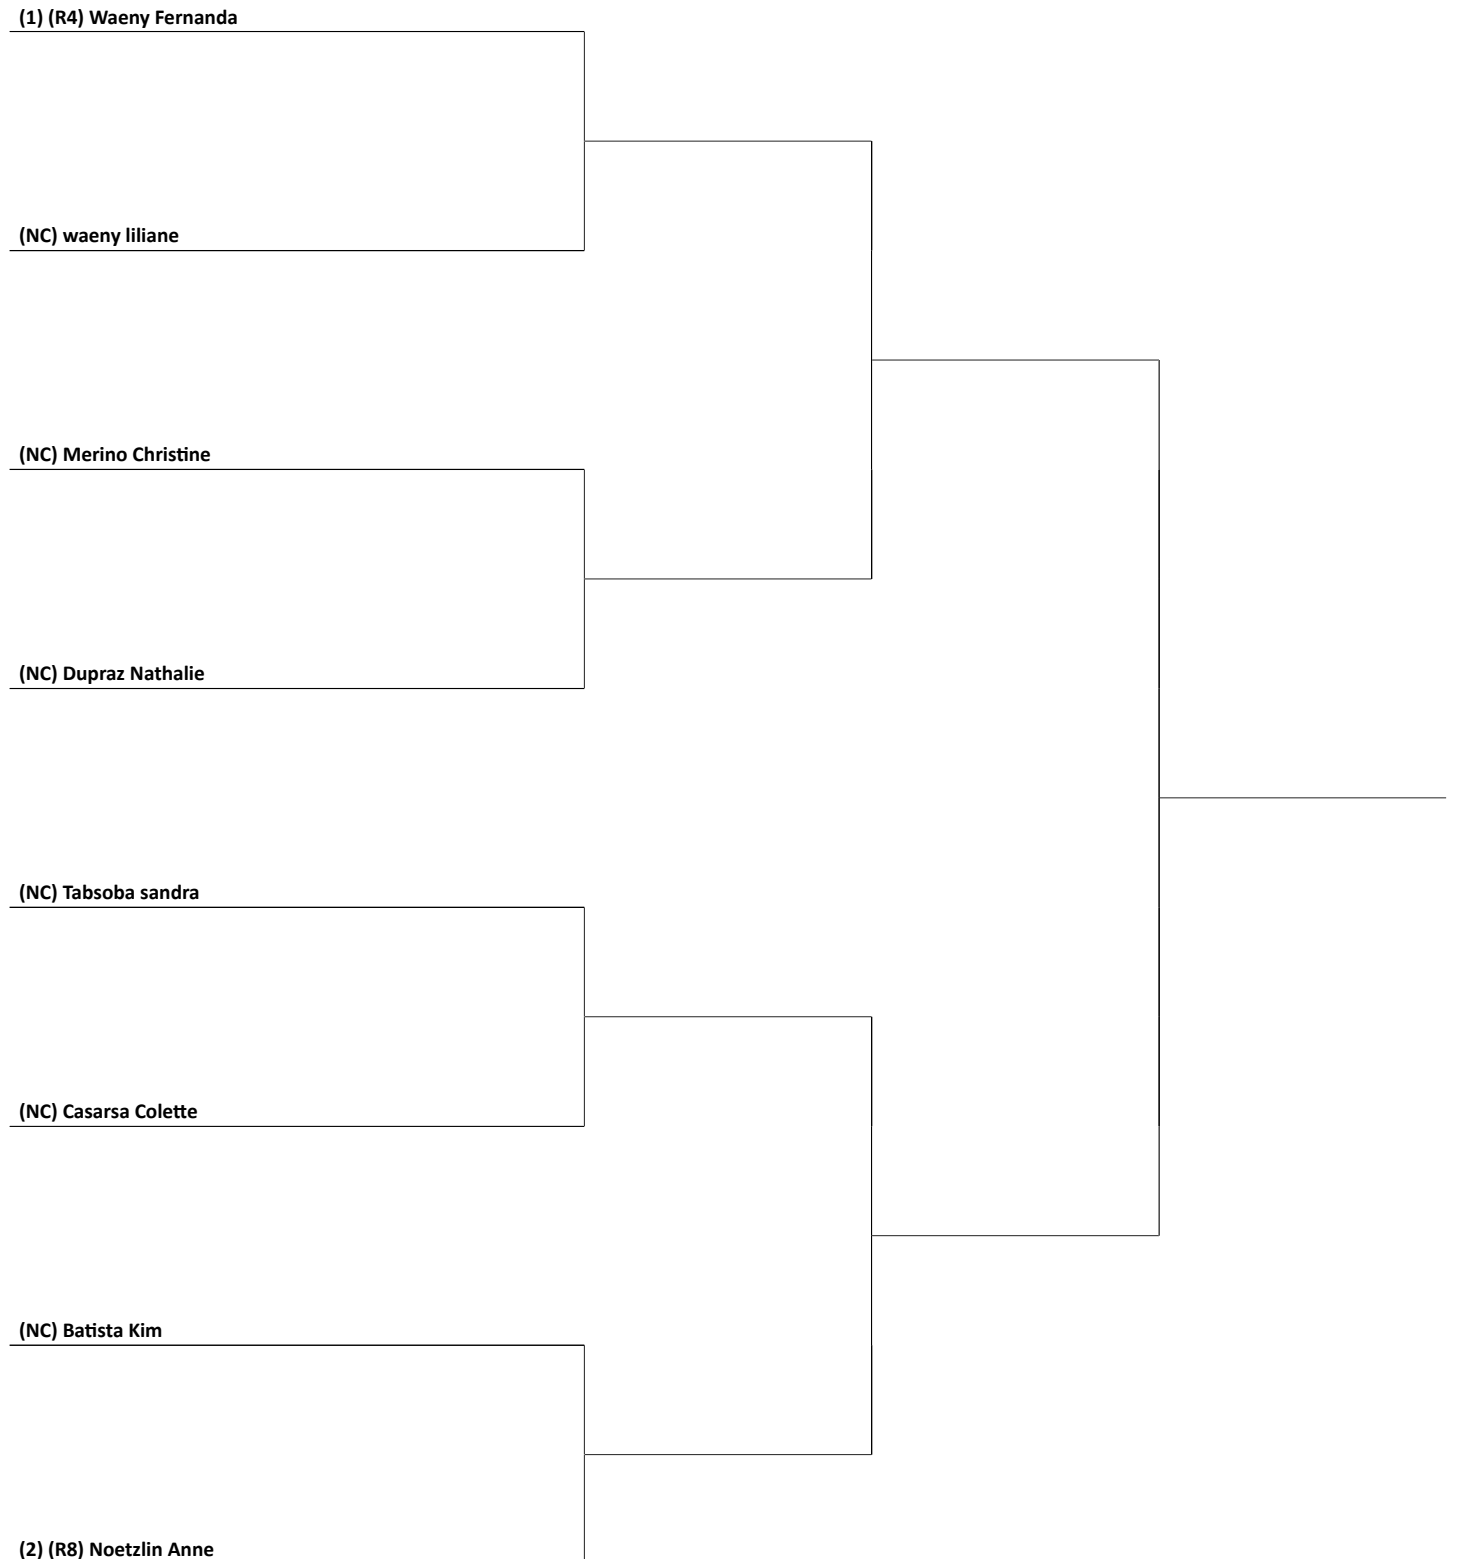 (1) (R4) Waeny Fernanda
(NC) waeny liliane
(NC) Merino Christine
(NC) Dupraz Nathalie
(NC) Tabsoba sandra
(NC) Casarsa Colette
(NC) Batista Kim
(2) (R8) Noetzlin Anne